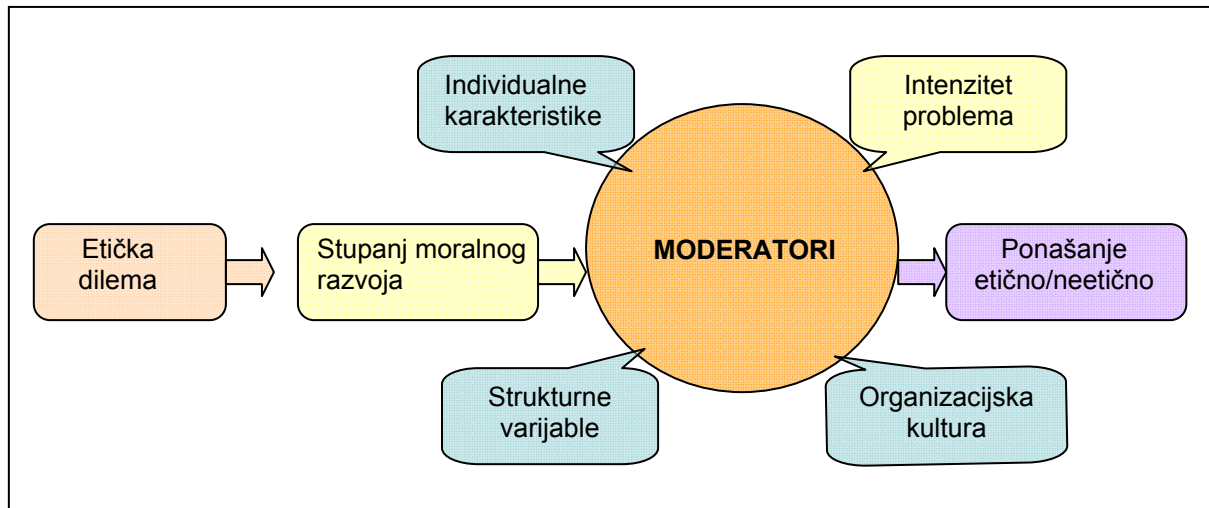 Individualne
karakteristike
Intenzitet
problema
Etička
dilema
Stupanj moralnog
razvoja
MODERATORI
Ponašanje
etično/neetično
Strukturne
varijable
Organizacijska
kultura